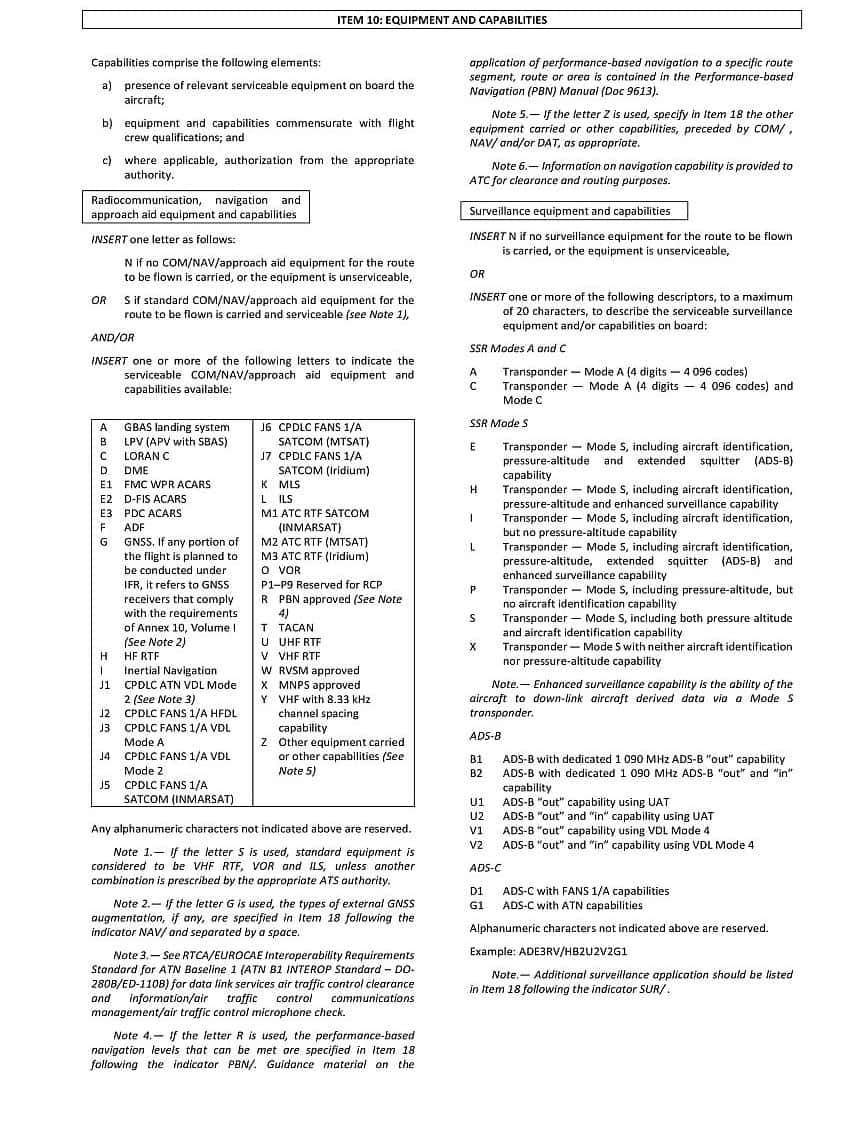 ITEM 10: EQUIPMENT AND CAPABILITIES
Capabilities comprise the following elements:
a) presence of relevant serviceable equipment on board the
aircraft;
b) equipment and capabilities commensurate with flight
crew qualifications; and
c) where applicable, authorization from the appropriate
authority.
Radiocommunication, navigation and
approach aid equipment and capabilities
INSERT one letter as follows:
N if no COM/NAV/approach aid equipment for the route
to be flown is carried, or the equipment is unserviceable,
OR S if standard COM/NAV/approach aid equipment for the
route to be flown is carried and serviceable (see Note 1),
AND/OR
INSERT one or more of the following letters to indicate the
serviceable COM/NAV/approach aid equipment and
capabilities available:
A GBAS landing system
B LPV (APV with SBAS)
C LORAN C
D DME
E1 FMC WPR ACARS
E2 D-FIS ACARS
E3 PDC ACARS
F ADF
G GNSS. If any portion of
the flight is planned to
be conducted under
IFR, it refers to GNSS
receivers that comply
with the requirements
of Annex 10, Volume I
(See Note 2)
H HF RTF
I Inertial Navigation
J1 CPDLC ATN VDL Mode
2 (See Note 3)
J2 CPDLC FANS 1/A HFDL
J3 CPDLC FANS 1/A VDL
Mode A
J4 CPDLC FANS 1/A VDL
Mode 2
J5 CPDLC FANS 1/A
SATCOM (INMARSAT)
J6 CPDLC FANS 1/A
SATCOM (MTSAT)
J7 CPDLC FANS 1/A
SATCOM (Iridium)
K MLS
L ILS
M1 ATC RTF SATCOM
(INMARSAT)
M2 ATC RTF (MTSAT)
M3 ATC RTF (Iridium)
O VOR
P1–P9 Reserved for RCP
R PBN approved (See Note
4)
T TACAN
U UHF RTF
V VHF RTF
W RVSM approved
X MNPS approved
Y VHF with 8.33 kHz
channel spacing
capability
Z Other equipment carried
or other capabilities (See
Note 5)
Any alphanumeric characters not indicated above are reserved.
Note 1.— If the letter S is used, standard equipment is
considered to be VHF RTF, VOR and ILS, unless another
combination is prescribed by the appropriate ATS authority.
Note 2.— If the letter G is used, the types of external GNSS
augmentation, if any, are specified in Item 18 following the
indicator NAV/ and separated by a space.
Note 3.— See RTCA/EUROCAE Interoperability Requirements
Standard for ATN Baseline 1 (ATN B1 INTEROP Standard – DO-
280B/ED-110B) for data link services air traffic control clearance
and information/air traffic control communications
management/air traffic control microphone check.
Note 4.— If the letter R is used, the performance-based
navigation levels that can be met are specified in Item 18
following the indicator PBN/. Guidance material on the
application of performance-based navigation to a specific route
segment, route or area is contained in the Performance-based
Navigation (PBN) Manual (Doc 9613).
Note 5.— If the letter Z is used, specify in Item 18 the other
equipment carried or other capabilities, preceded by COM/ ,
NAV/ and/or DAT, as appropriate.
Note 6.— Information on navigation capability is provided to
ATC for clearance and routing purposes.
Surveillance equipment and capabilities
INSERT N if no surveillance equipment for the route to be flown
is carried, or the equipment is unserviceable,
OR
INSERT one or more of the following descriptors, to a maximum
of 20 characters, to describe the serviceable surveillance
equipment and/or capabilities on board:
SSR Modes A and C
A Transponder — Mode A (4 digits — 4 096 codes)
C Transponder — Mode A (4 digits — 4 096 codes) and
Mode C
SSR Mode S
E Transponder — Mode S, including aircraft identification,
pressure-altitude and extended squitter (ADS-B)
capability
H Transponder — Mode S, including aircraft identification,
pressure-altitude and enhanced surveillance capability
I Transponder — Mode S, including aircraft identification,
but no pressure-altitude capability
L Transponder — Mode S, including aircraft identification,
pressure-altitude, extended squitter (ADS-B) and
enhanced surveillance capability
P Transponder — Mode S, including pressure-altitude, but
no aircraft identification capability
S Transponder — Mode S, including both pressure altitude
and aircraft identification capability
X Transponder — Mode S with neither aircraft identification
nor pressure-altitude capability
Note.— Enhanced surveillance capability is the ability of the
aircraft to down-link aircraft derived data via a Mode S
transponder.
ADS-B
B1 ADS-B with dedicated 1 090 MHz ADS-B “out” capability
B2 ADS-B with dedicated 1 090 MHz ADS-B “out” and “in”
capability
U1 ADS-B “out” capability using UAT
U2 ADS-B “out” and “in” capability using UAT
V1 ADS-B “out” capability using VDL Mode 4
V2 ADS-B “out” and “in” capability using VDL Mode 4
ADS-C
D1 ADS-C with FANS 1/A capabilities
G1 ADS-C with ATN capabilities
Alphanumeric characters not indicated above are reserved.
Example: ADE3RV/HB2U2V2G1
Note.— Additional surveillance application should be listed
in Item 18 following the indicator SUR/ .